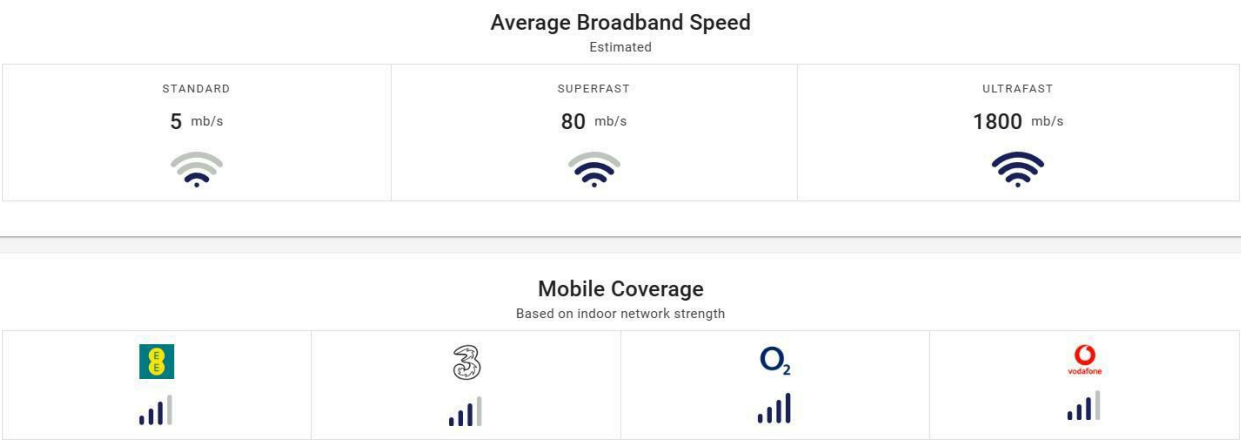 Average Broadband Speed
Estimated
STANDARD
5 mb/s
SUPERFAST
80 mb/s
ULTRAFAST
1800 mb/s
Mobile Coverage
Based on indoor network strength
E
E
3
O2
vodafone